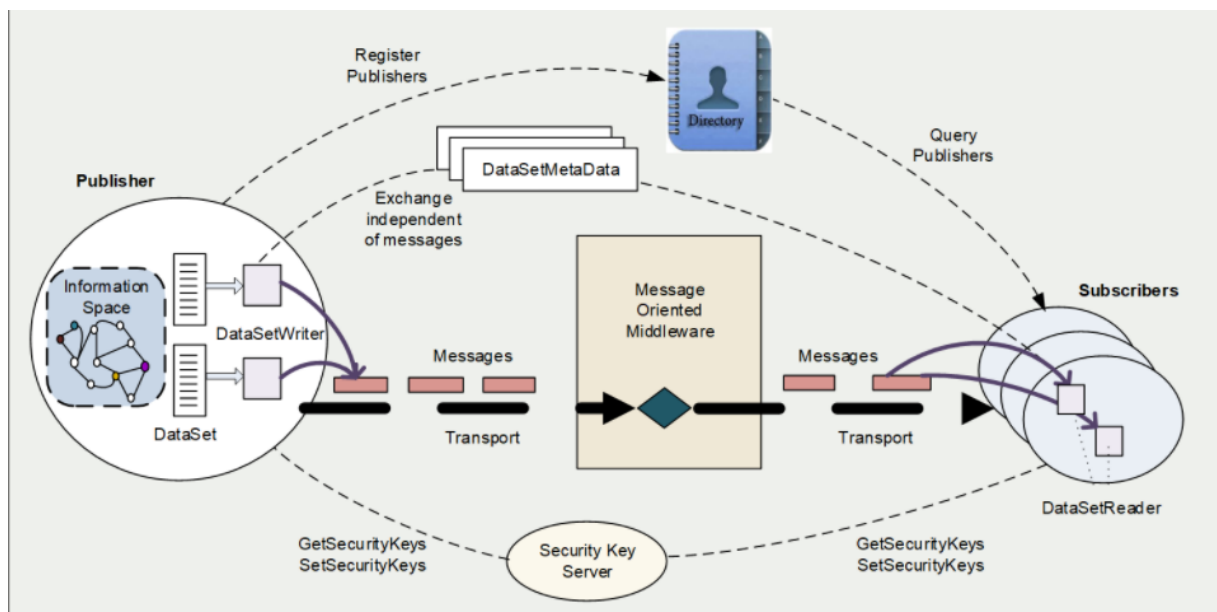 Register
Publishers
Directory
Query
Publishers
DataSetMetaData
Publisher
Exchange
independent
of messages
Information
Space
DataSetWriter
DataSet
Messages
Transport
Message
Oriented
Middleware
Messages
Transport
Subscribers
DataSetReader
GetSecurityKeys
SetSecurityKeys
Security Key
Server
GetSecurityKeys
SetSecurityKeys